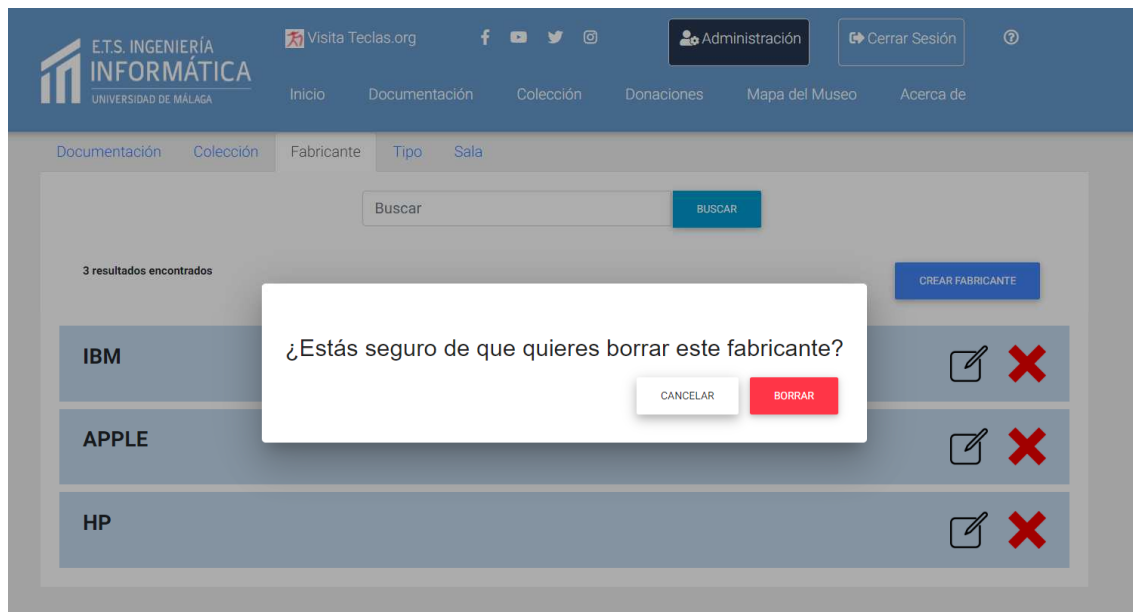 E.T.S. INGENIERÍA
INFORMÁTICA
UNIVERSIDAD DE MÁLAGA
Visita Teclas.org
Administración
Cerrar Sesión
Inicio Documentación Colección Donaciones Mapa del Museo Acerca de
Documentación Colección Fabricante Tipo Sala
Buscar BUSCAR
3 resultados encontrados
CREAR FABRICANTE
¿Estás seguro de que quieres borrar este fabricante?
CANCELAR BORRAR
IBM
APPLE
HP